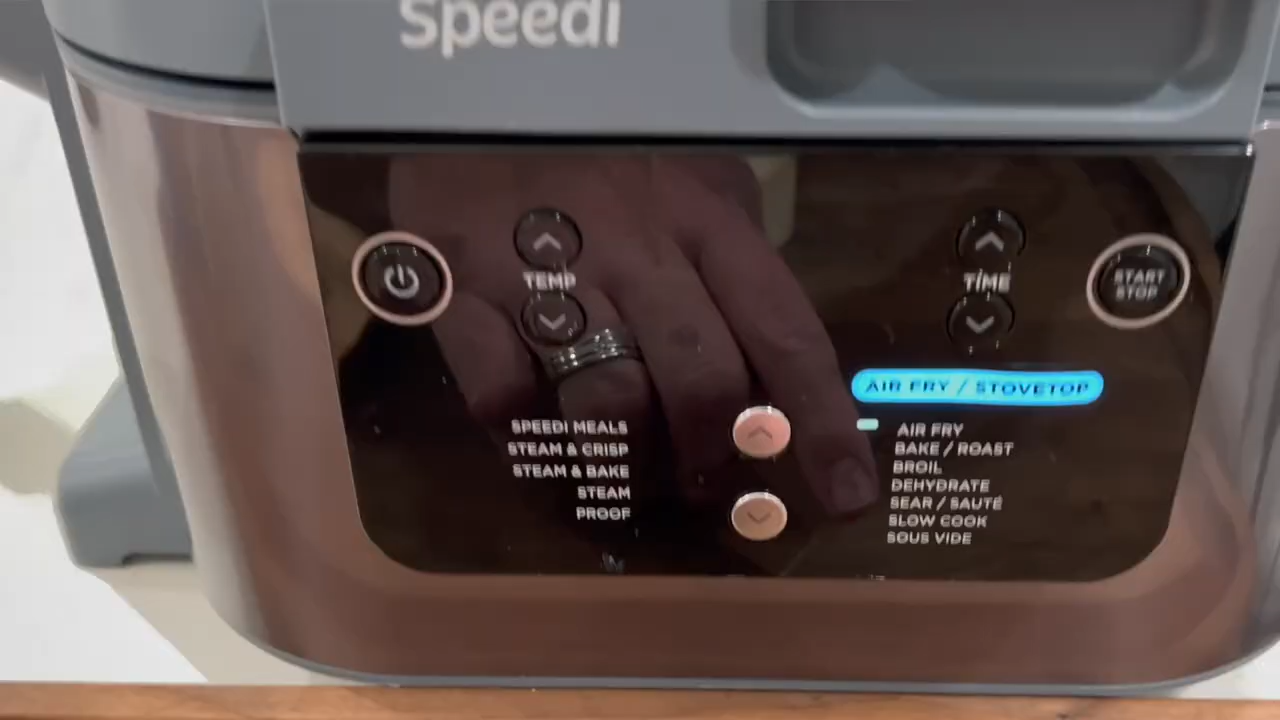 Speedi
TEMP
TIME
START
STOP
AIR FRY / STOVETOP
SPEEDI MEALS
STEAM & CRISP
STEAM & BAKE
STEAM
PROOF
AIR FRY
BAKE / ROAST
BROIL
DEHYDRATE
SEAR / SAUTÉ
SLOW COOK
SOUS VIDE